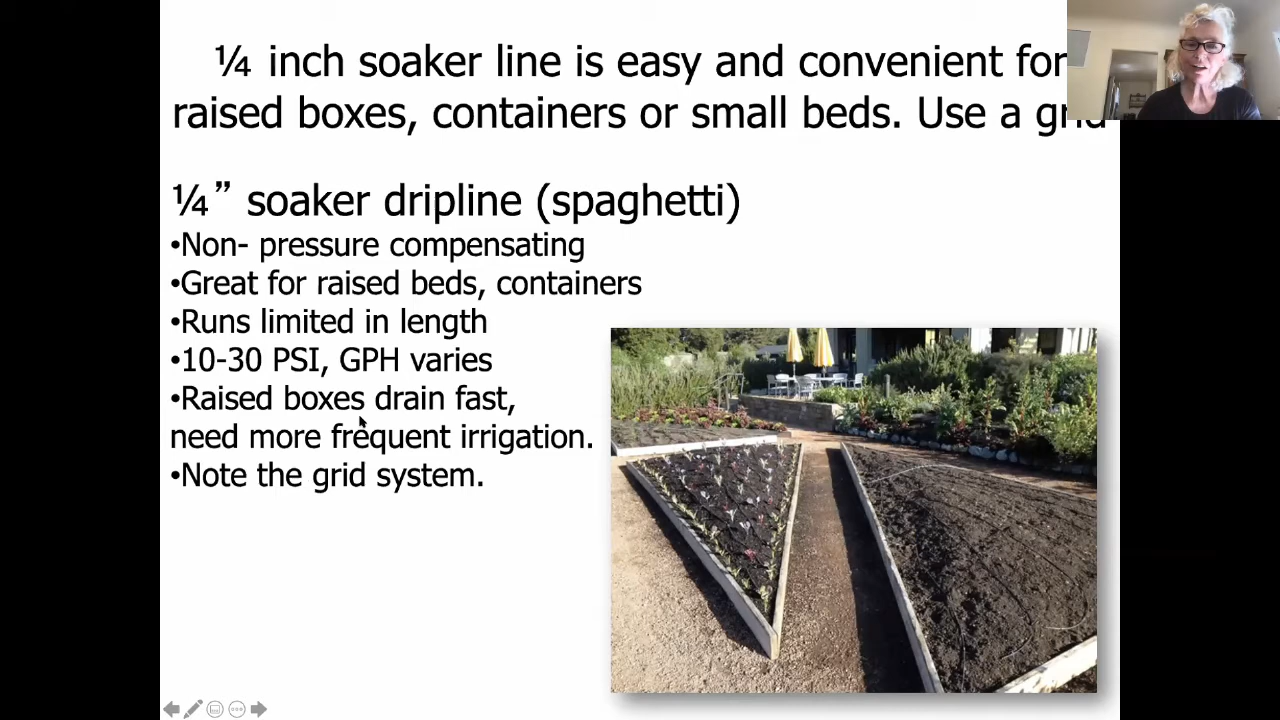 ¼ inch soaker line is easy and convenient for
raised boxes, containers or small beds. Use a grid
¼” soaker dripline (spaghetti)
•Non- pressure compensating
•Great for raised beds, containers
•Runs limited in length
•10-30 PSI, GPH varies
•Raised boxes drain fast,
need more frequent irrigation.
•Note the grid system.